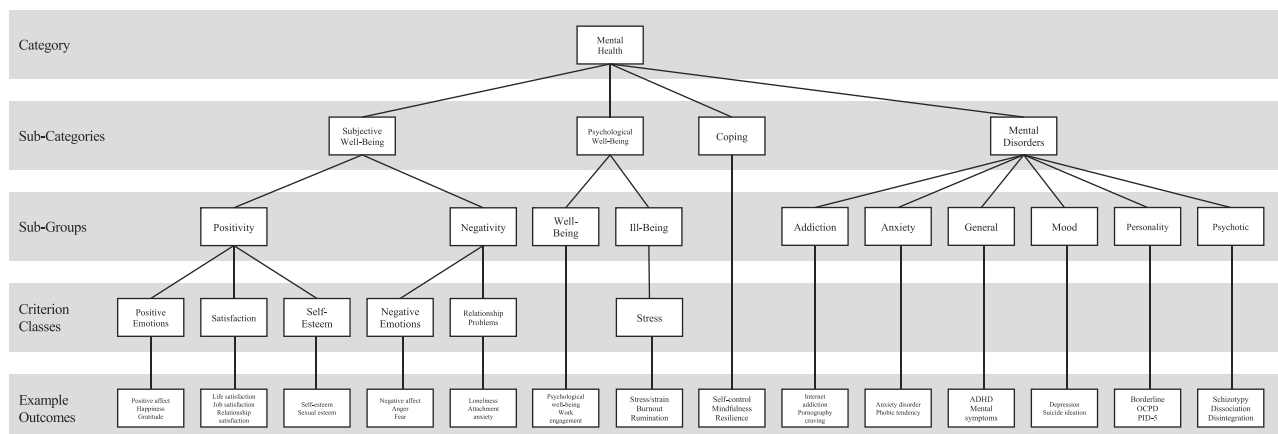 Category
Mental
Health
Sub-Categories
Subjective
Well-Being
Psychological
Well-Being
Coping
Mental
Disorders
Sub-Groups
Positivity
Negativity
Well-
Being
Ill-Being
Addiction
Anxiety
General
Mood
Personality
Psychotic
Criterion
Classes
Positive
Emotions
Satisfaction
Self-
Esteem
Negative
Emotions
Relationship
Problems
Stress
Example
Outcomes
Positive affect
Happiness
Gratitude
Life satisfaction
Job satisfaction
Relationship
satisfaction
Self-esteem
Sexual esteem
Negative affect
Anger
Fear
Loneliness
Attachment
anxiety
Psychological
well-being
Work
engagement
Stress/strain
Burnout
Rumination
Self-control
Mindfulness
Resilience
Internet
addiction
Pornography
craving
Anxiety disorder
Phobic tendency
ADHD
Mental
symptoms
Depression
Suicide ideation
Borderline
OCPD
PID-5
Schizotypy
Dissociation
Disintegration